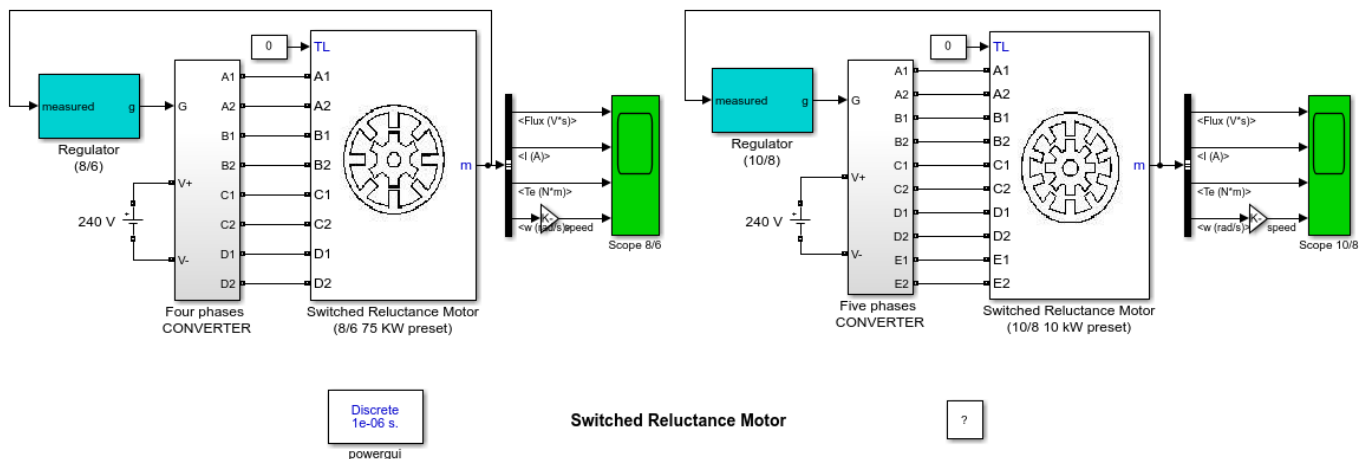 0
TL
measured
g
Regulator
(8/6)
G
A1
A2
B1
B2
C1
C2
D1
D2
V+
V-
240 V
Four phases
CONVERTER
A1
A2
B1
B2
C1
C2
D1
D2
m
Switched Reluctance Motor
(8/6 75 KW preset)
<Flux (V*s)>
<I (A)>
<Te (N*m)>
<w (rad/s)>
K-
speed
Scope 8/6
0
TL
measured
g
Regulator
(10/8)
G
A1
A2
B1
B2
C1
C2
D1
D2
E1
E2
V+
V-
240 V
Five phases
CONVERTER
A1
A2
B1
B2
C1
C2
D1
D2
E1
E2
m
Switched Reluctance Motor
(10/8 10 kW preset)
<Flux (V*s)>
<I (A)>
<Te (N*m)>
<w (rad/s)>
K-
speed
Scope 10/8
Discrete
1e-06 s.
powergui
Switched Reluctance Motor
?